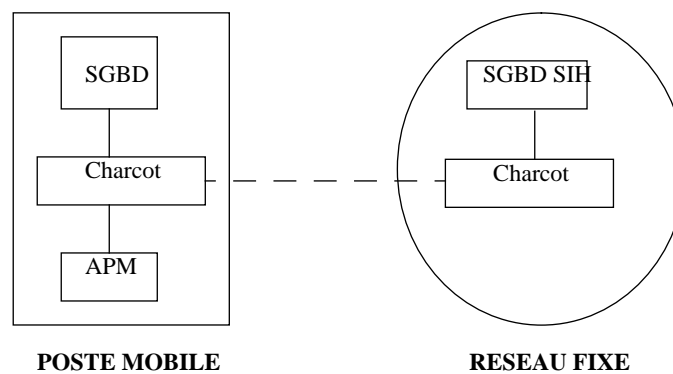 SGBD
SGBD SIH
Charcot
Charcot
APM
POSTE MOBILE
RESEAU FIXE